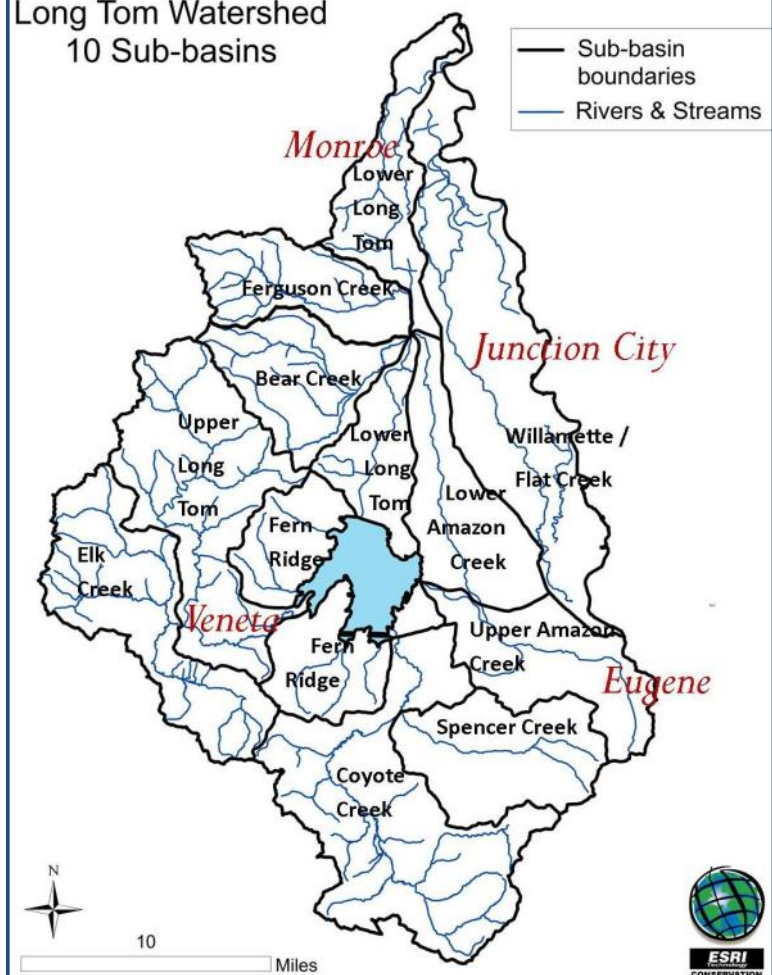 Long Tom Watershed
10 Sub-basins
Sub-basin
boundaries
Rivers & Streams
Monroe
Lower
Long
Tom
Ferguson Creek
Junction City
Bear Creek
Upper
Long
Tom
Lower
Long
Tom
Willamette /
Flat Creek
Lower
Amazon
Creek
Fern
Ridge
Elk
Creek
Veneta
Fern
Ridge
Upper Amazon
Creek
Eugene
Spencer Creek
Coyote
Creek
N
10
Miles
ESRI
Technology
CONSERVATION